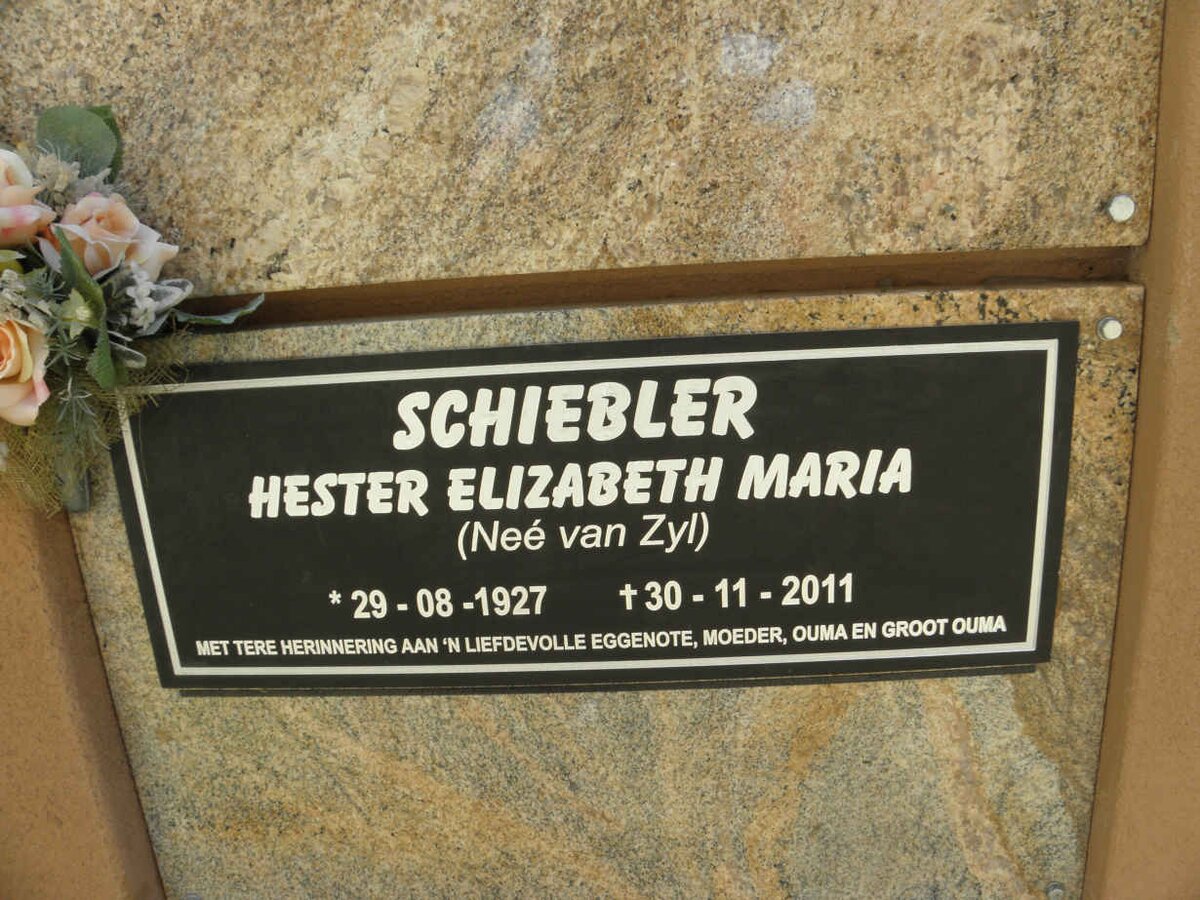 SCHIEBLER
HESTER ELIZABETH MARIA
(Neé van Zyl)
* 29 - 08 -1927 †30 - 11 - 2011
MET TERE HERINNERING AAN 'N LIEFDEVOLLE EGGENOTE, MOEDER, OUMA EN GROOT OUMA